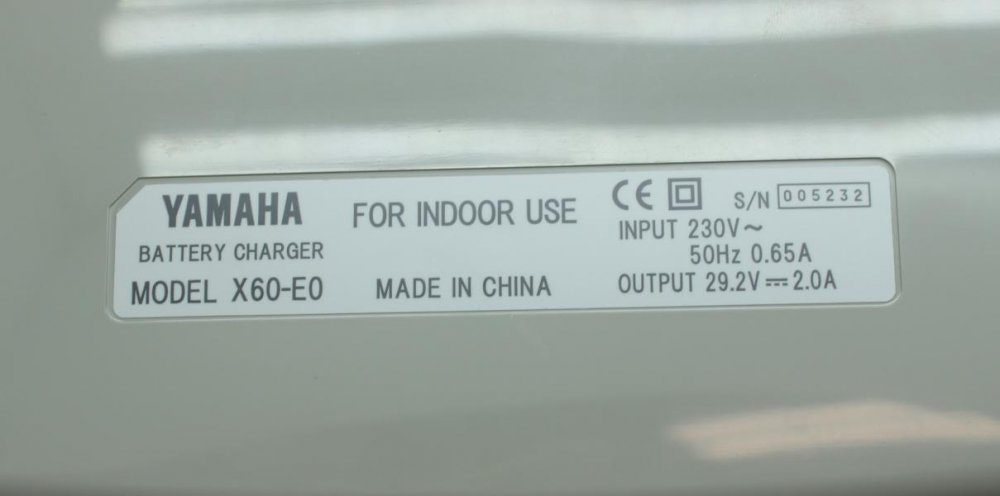 YAMAHA
BATTERY CHARGER
MODEL X60-E0
FOR INDOOR USE
MADE IN CHINA
CE S/N 005232
INPUT 230V~
50Hz 0.65A
OUTPUT 29.2V⎓2.0A